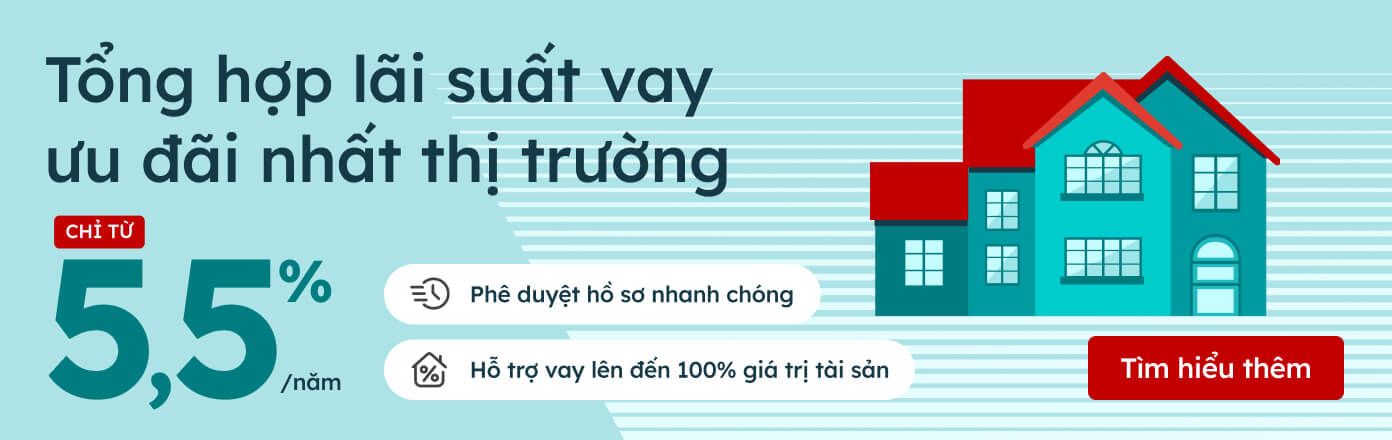 Tổng hợp lãi suất vay
ưu đãi nhất thị trường
CHỈ TỪ
5,5%
/năm
Phê duyệt hồ sơ nhanh chóng
Hỗ trợ vay lên đến 100% giá trị tài sản
Tìm hiểu thêm